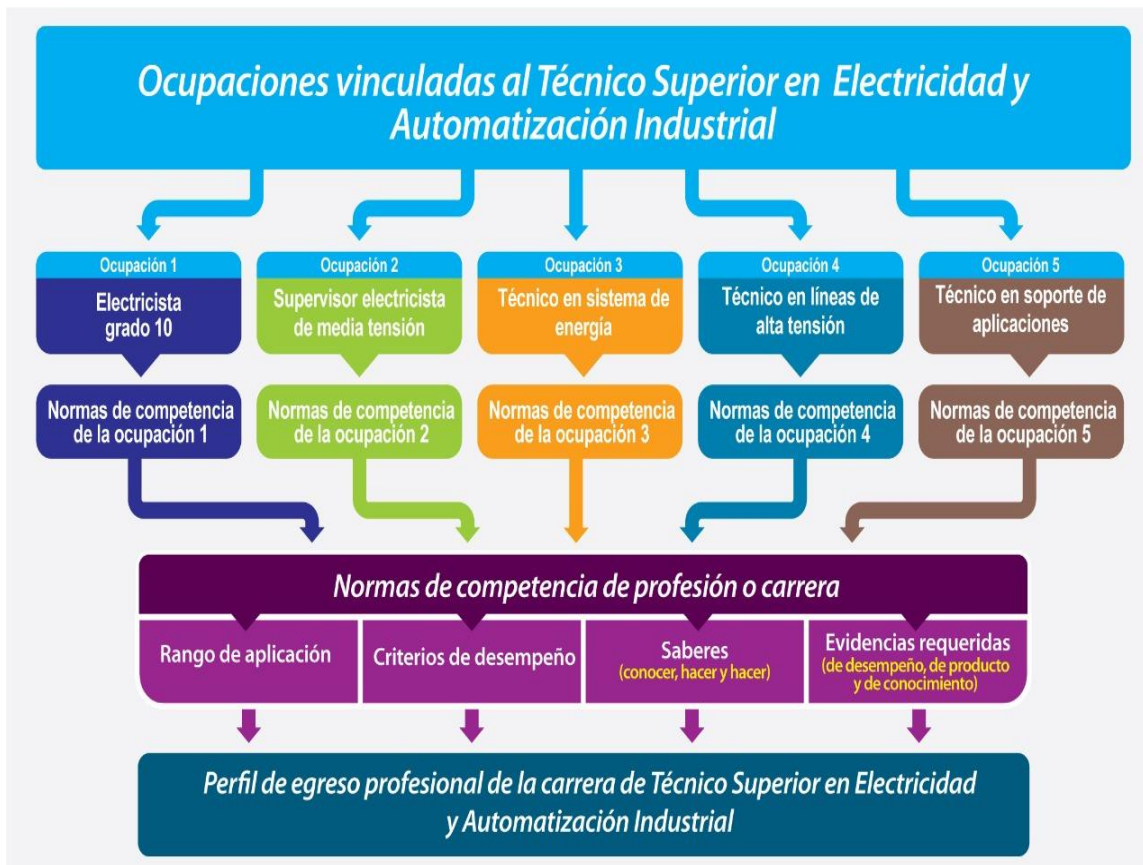 Ocupaciones vinculadas al Técnico Superior en Electricidad y
Automatización Industrial
Ocupación 1
Electricista
grado 10
Ocupación 2
Supervisor electricista
de media tensión
Ocupación 3
Técnico en sistema de
energía
Ocupación 4
Técnico en líneas de
alta tensión
Ocupación 5
Técnico en soporte de
aplicaciones
Normas de competencia
de la ocupación 1
Normas de competencia
de la ocupación 2
Normas de competencia
de la ocupación 3
Normas de competencia
de la ocupación 4
Normas de competencia
de la ocupación 5
Normas de competencia de profesión o carrera
Rango de aplicación
Criterios de desempeño
Saberes
(conocer, hacer y hacer)
Evidencias requeridas
(de desempeño, de producto
y de conocimiento)
Perfil de egreso profesional de la carrera de Técnico Superior en Electricidad
y Automatización Industrial